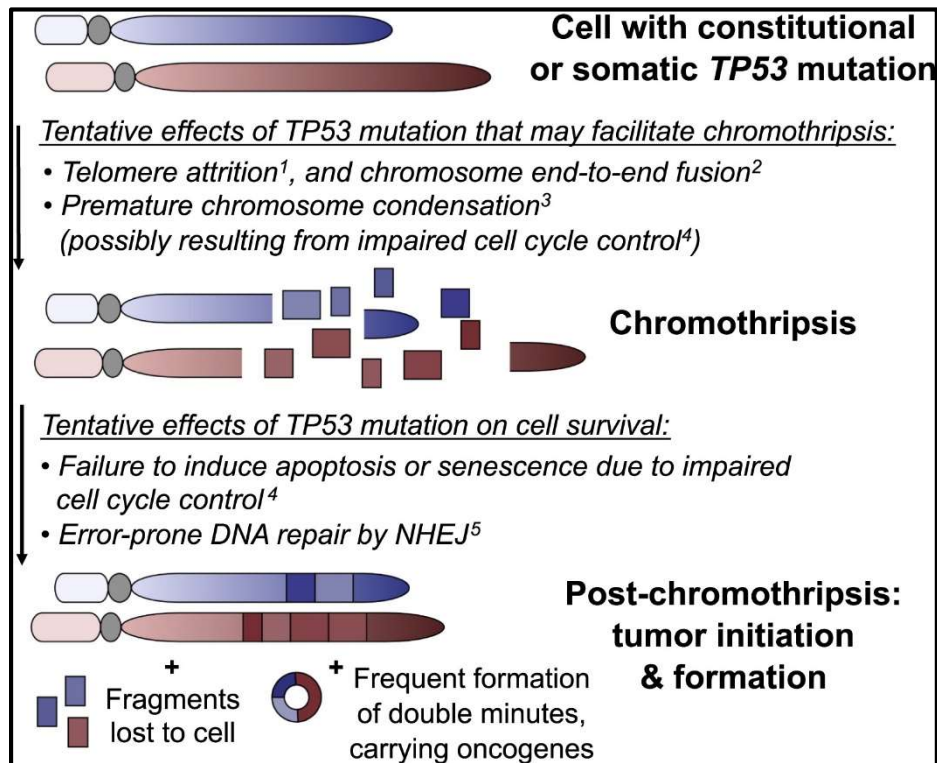 Cell with constitutional
or somatic TP53 mutation
Tentative effects of TP53 mutation that may facilitate chromothripsis:
• Telomere attrition¹, and chromosome end-to-end fusion²
• Premature chromosome condensation³
(possibly resulting from impaired cell cycle control⁴)
Chromothripsis
Tentative effects of TP53 mutation on cell survival:
• Failure to induce apoptosis or senescence due to impaired
cell cycle control⁴
• Error-prone DNA repair by NHEJ⁵
Post-chromothripsis:
tumor initiation
& formation
+
Fragments
lost to cell
+
Frequent formation
of double minutes,
carrying oncogenes